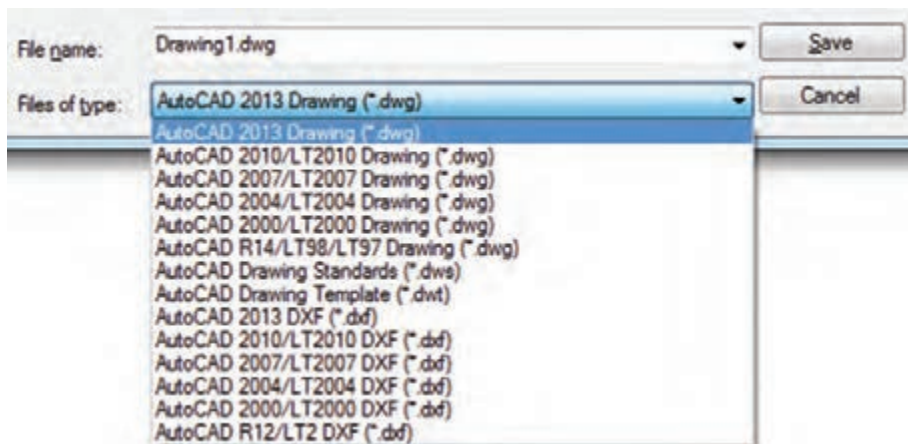 File name: Drawing1.dwg Save
Files of type: AutoCAD 2013 Drawing (*.dwg) Cancel
AutoCAD 2013 Drawing (*.dwg)
AutoCAD 2010/LT2010 Drawing (*.dwg)
AutoCAD 2007/LT2007 Drawing (*.dwg)
AutoCAD 2004/LT2004 Drawing (*.dwg)
AutoCAD 2000/LT2000 Drawing (*.dwg)
AutoCAD R14/LT98/LT97 Drawing (*.dwg)
AutoCAD Drawing Standards (*.dws)
AutoCAD Drawing Template (*.dwt)
AutoCAD 2013 DXF (*.dxf)
AutoCAD 2010/LT2010 DXF (*.dxf)
AutoCAD 2007/LT2007 DXF (*.dxf)
AutoCAD 2004/LT2004 DXF (*.dxf)
AutoCAD 2000/LT2000 DXF (*.dxf)
AutoCAD R12/LT2 DXF (*.dxf)